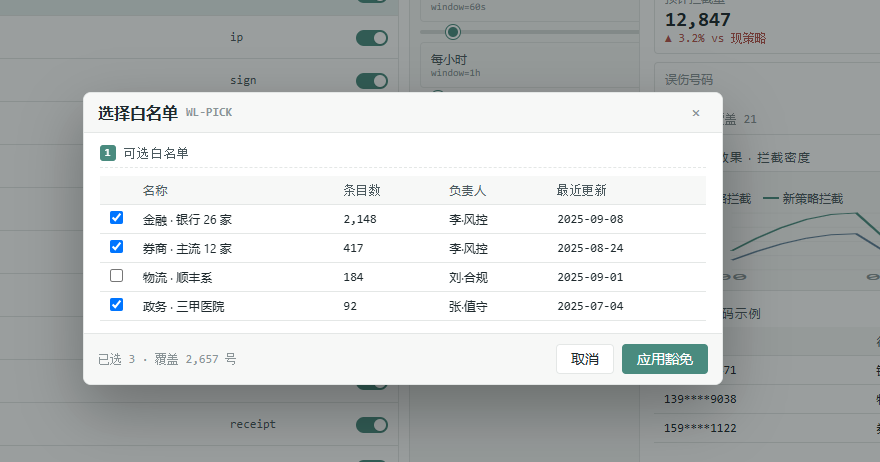 window=60s
12,847
ip
每小时
▲ 3.2% vs 现策略
window=1h
sign
误伤号码
选择白名单 WL-PICK ×
盖 21
1 可选白名单
效果 · 拦截密度
名称 条目数 负责人 最近更新
拦截 新策略拦截
金融 · 银行 26 家 2,148 李·风控 2025-09-08
券商 · 主流 12 家 417 李·风控 2025-08-24
物流 · 顺丰系 184 刘·合规 2025-09-01
政务 · 三甲医院 92 张·值守 2025-07-04
码示例
已选 3 · 覆盖 2,657 号 取消 应用豁免
71
139****9038
receipt
159****1122